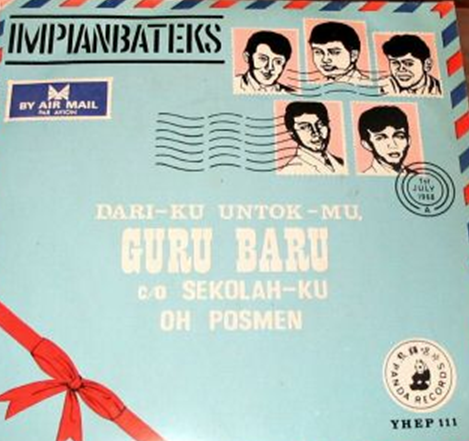 IMPIANBATEKS
BY AIR MAIL
PAR AVION
1st
JULY
1968
A
DARI-KU UNTOK-MU,
GURU BARU
C/O SEKOLAH-KU
OH POSMEN
PANDA RECORDS
YHEP 111